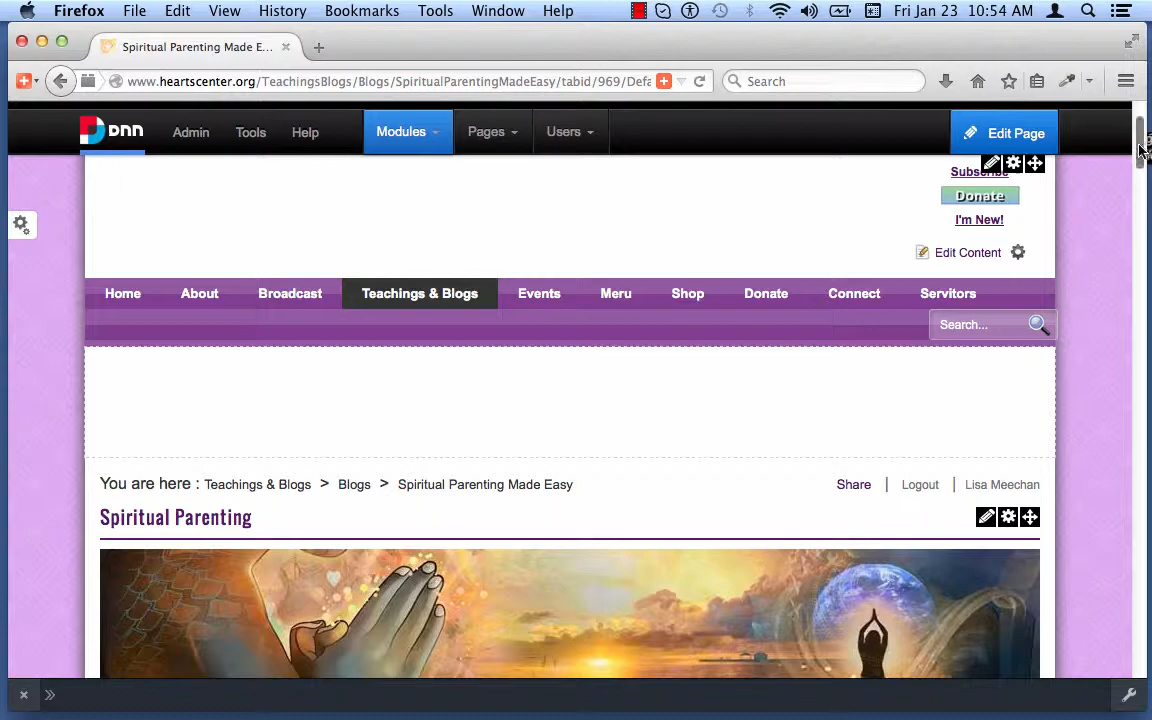 Firefox File Edit View History Bookmarks Tools Window Help Fri Jan 23 10:54 AM
Spiritual Parenting Made E...
www.heartscenter.org/TeachingsBlogs/Blogs/SpiritualParentingMadeEasy/tabid/969/Defa Search
DNN Admin Tools Help Modules Pages Users Edit Page
Subscribe
Donate
I'm New!
Edit Content
Home About Broadcast Teachings & Blogs Events Meru Shop Donate Connect Servitors
Search...
You are here : Teachings & Blogs > Blogs > Spiritual Parenting Made Easy Share | Logout | Lisa Meechan
Spiritual Parenting